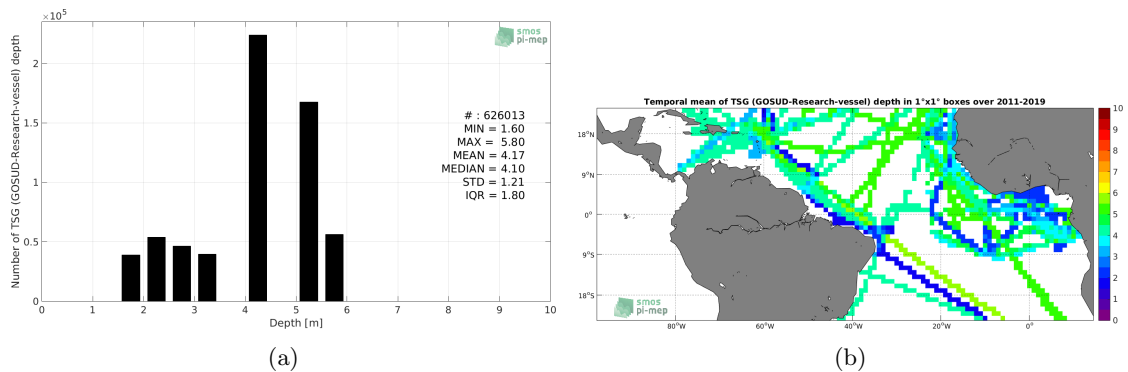 ×10⁵
smos
pi-mep
Number of TSG (GOSUD-Research-vessel) depth
2
1.5
1
0.5
0
# : 626013
MIN = 1.60
MAX = 5.80
MEAN = 4.17
MEDIAN = 4.10
STD = 1.21
IQR = 1.80
0 1 2 3 4 5 6 7 8 9 10
Depth [m]
(a)
Temporal mean of TSG (GOSUD-Research-vessel) depth in 1°x1° boxes over 2011-2019
18°N
9°N
0°
9°S
18°S
80°W 60°W 40°W 20°W 0°
smos
pi-mep
10
9
8
7
6
5
4
3
2
1
0
(b)